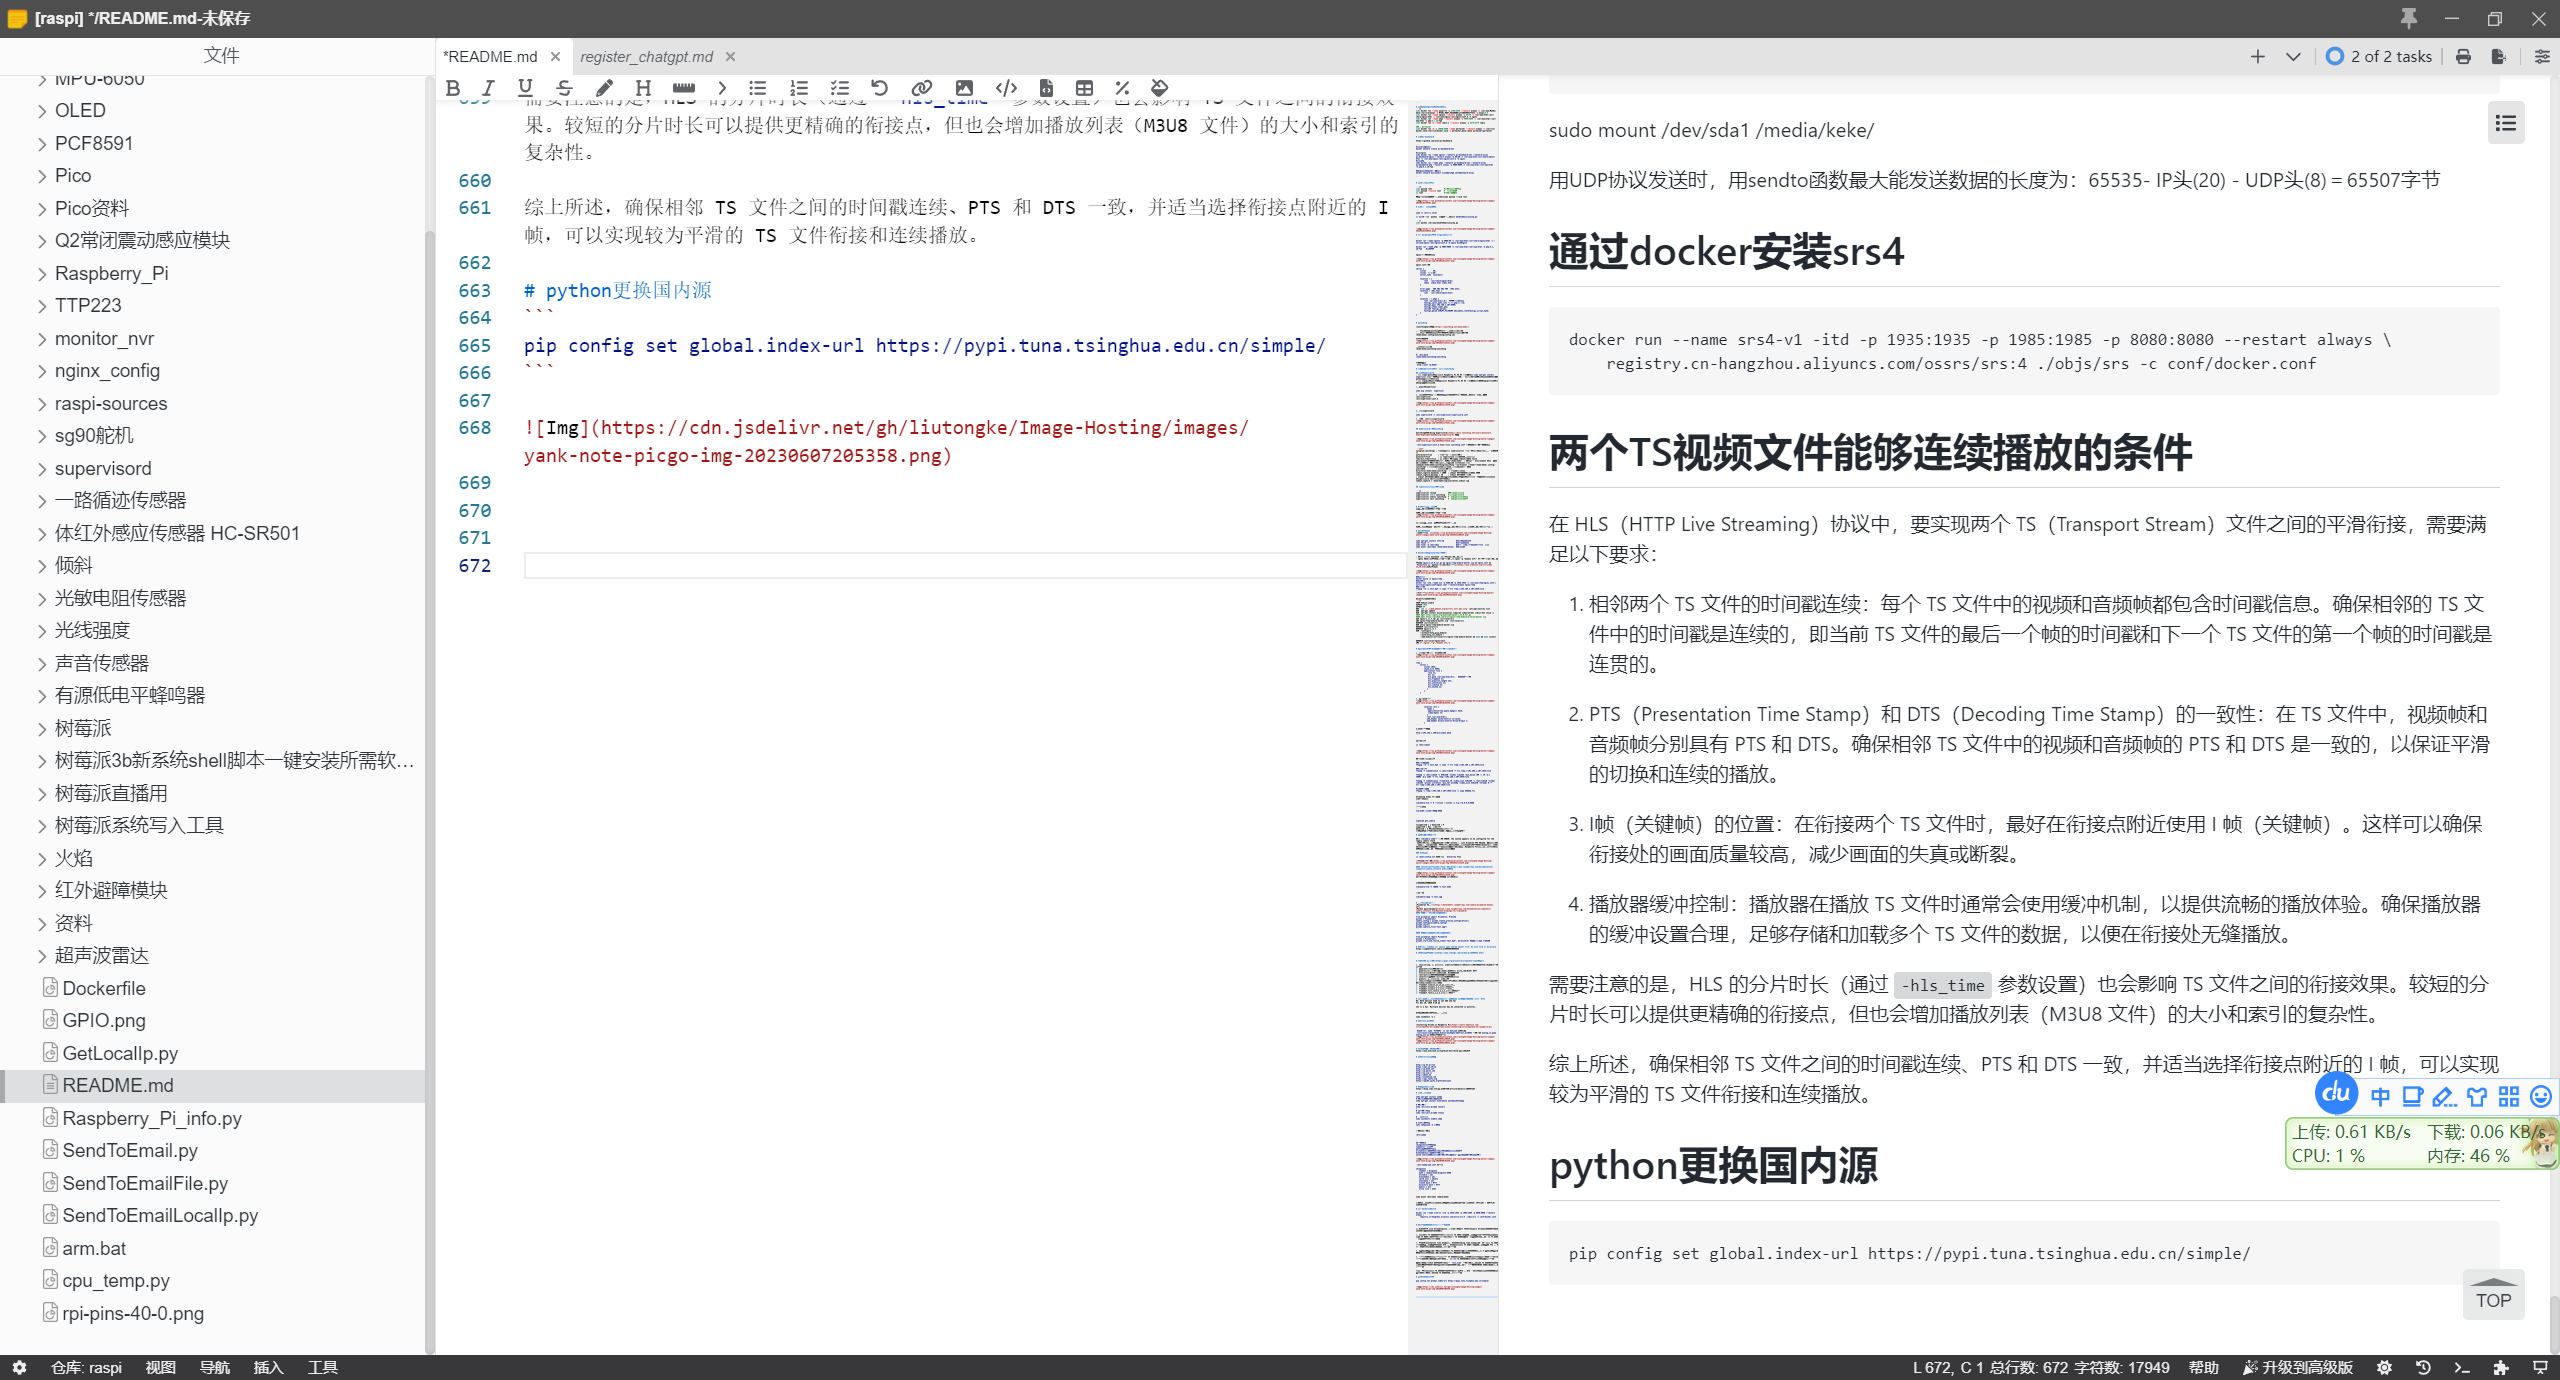 [raspi] */README.md-未保存
文件
*README.md
register_chatgpt.md
2 of 2 tasks
MPU-6050
OLED
PCF8591
Pico
Pico资料
Q2常闭震动感应模块
Raspberry_Pi
TTP223
monitor_nvr
nginx_config
raspi-sources
sg90舵机
supervisord
一路循迹传感器
体红外感应传感器 HC-SR501
倾斜
光敏电阻传感器
光线强度
声音传感器
有源低电平蜂鸣器
树莓派
树莓派3b新系统shell脚本一键安装所需软…
树莓派直播用
树莓派系统写入工具
火焰
红外避障模块
资料
超声波雷达
Dockerfile
GPIO.png
GetLocalIp.py
README.md
Raspberry_Pi_info.py
SendToEmail.py
SendToEmailFile.py
SendToEmailLocalIp.py
arm.bat
cpu_temp.py
rpi-pins-40-0.png
659 需要注意的是，HLS 的分片时长（通过 `-hls_time` 参数设置）也会影响 TS 文件之间的衔接效
果。较短的分片时长可以提供更精确的衔接点，但也会增加播放列表（M3U8 文件）的大小和索引的
复杂性。
660
661 综上所述，确保相邻 TS 文件之间的时间戳连续、PTS 和 DTS 一致，并适当选择衔接点附近的 I
帧，可以实现较为平滑的 TS 文件衔接和连续播放。
662
663 # python更换国内源
664 ```
665 pip config set global.index-url https://pypi.tuna.tsinghua.edu.cn/simple/
666 ```
667
668 ![Img](https://cdn.jsdelivr.net/gh/liutongke/Image-Hosting/images/
yank-note-picgo-img-20230607205358.png)
669
670
671
672
sudo mount /dev/sda1 /media/keke/
用UDP协议发送时，用sendto函数最大能发送数据的长度为：65535- IP头(20) - UDP头(8)＝65507字节
通过docker安装srs4
docker run --name srs4-v1 -itd -p 1935:1935 -p 1985:1985 -p 8080:8080 --restart always \
registry.cn-hangzhou.aliyuncs.com/ossrs/srs:4 ./objs/srs -c conf/docker.conf
两个TS视频文件能够连续播放的条件
在 HLS（HTTP Live Streaming）协议中，要实现两个 TS（Transport Stream）文件之间的平滑衔接，需要满
足以下要求：
1. 相邻两个 TS 文件的时间戳连续：每个 TS 文件中的视频和音频帧都包含时间戳信息。确保相邻的 TS 文
件中的时间戳是连续的，即当前 TS 文件的最后一个帧的时间戳和下一个 TS 文件的第一个帧的时间戳是
连贯的。
2. PTS（Presentation Time Stamp）和 DTS（Decoding Time Stamp）的一致性：在 TS 文件中，视频帧和
音频帧分别具有 PTS 和 DTS。确保相邻 TS 文件中的视频和音频帧的 PTS 和 DTS 是一致的，以保证平滑
的切换和连续的播放。
3. I帧（关键帧）的位置：在衔接两个 TS 文件时，最好在衔接点附近使用 I 帧（关键帧）。这样可以确保
衔接处的画面质量较高，减少画面的失真或断裂。
4. 播放器缓冲控制：播放器在播放 TS 文件时通常会使用缓冲机制，以提供流畅的播放体验。确保播放器
的缓冲设置合理，足够存储和加载多个 TS 文件的数据，以便在衔接处无缝播放。
需要注意的是，HLS 的分片时长（通过 -hls_time 参数设置）也会影响 TS 文件之间的衔接效果。较短的分
片时长可以提供更精确的衔接点，但也会增加播放列表（M3U8 文件）的大小和索引的复杂性。
综上所述，确保相邻 TS 文件之间的时间戳连续、PTS 和 DTS 一致，并适当选择衔接点附近的 I 帧，可以实现
较为平滑的 TS 文件衔接和连续播放。
du 中
上传: 0.61 KB/s 下载: 0.06 KB/s
CPU: 1 % 内存: 46 %
python更换国内源
pip config set global.index-url https://pypi.tuna.tsinghua.edu.cn/simple/
TOP
仓库: raspi 视图 导航 插入 工具
L 672, C 1 总行数: 672 字符数: 17949 帮助 升级到高级版